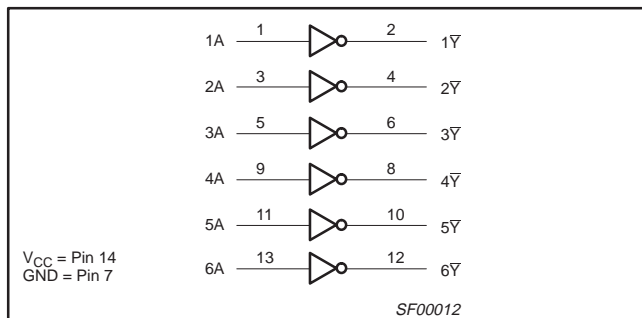 1A 1 2 1Y̅
2A 3 4 2Y̅
3A 5 6 3Y̅
4A 9 8 4Y̅
5A 11 10 5Y̅
6A 13 12 6Y̅
VCC = Pin 14
GND = Pin 7
SF00012